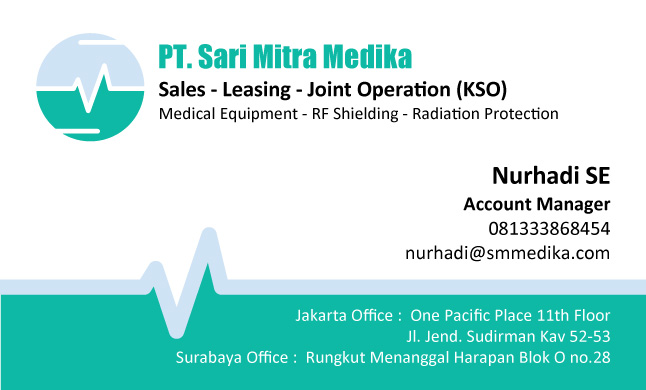 PT. Sari Mitra Medika
Sales - Leasing - Joint Operation (KSO)
Medical Equipment - RF Shielding - Radiation Protection
Nurhadi SE
Account Manager
081333868454
nurhadi@smmedika.com
Jakarta Office :  One Pacific Place 11th Floor
Jl. Jend. Sudirman Kav 52-53
Surabaya Office :  Rungkut Menanggal Harapan Blok O no.28